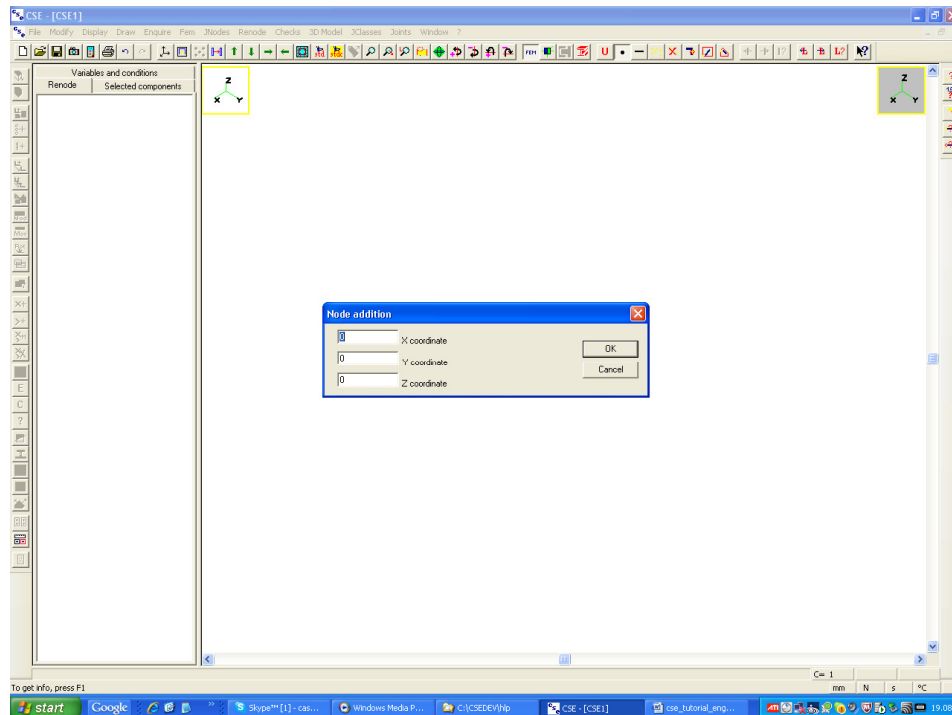 CSE - [CSE1]
File Modify Display Draw Enquire Fem JNodes Renode Checks 3D Model JClasses Joints Window ?
FEM U L?
Variables and conditions
Renode Selected components
Z
X Y
Z
X Y
Node addition
0 X coordinate
0 Y coordinate
0 Z coordinate
OK
Cancel
E
C
?
C= 1
To get info, press F1
mm N s °C
start Google Skype™ [1] - cas... Windows Media P... C:\CSEDEV\hlp CSE - [CSE1] cse_tutorial_eng...